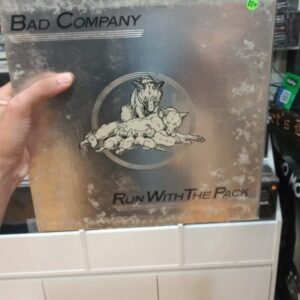 BAD COMPANY
RUN WITH THE PACK